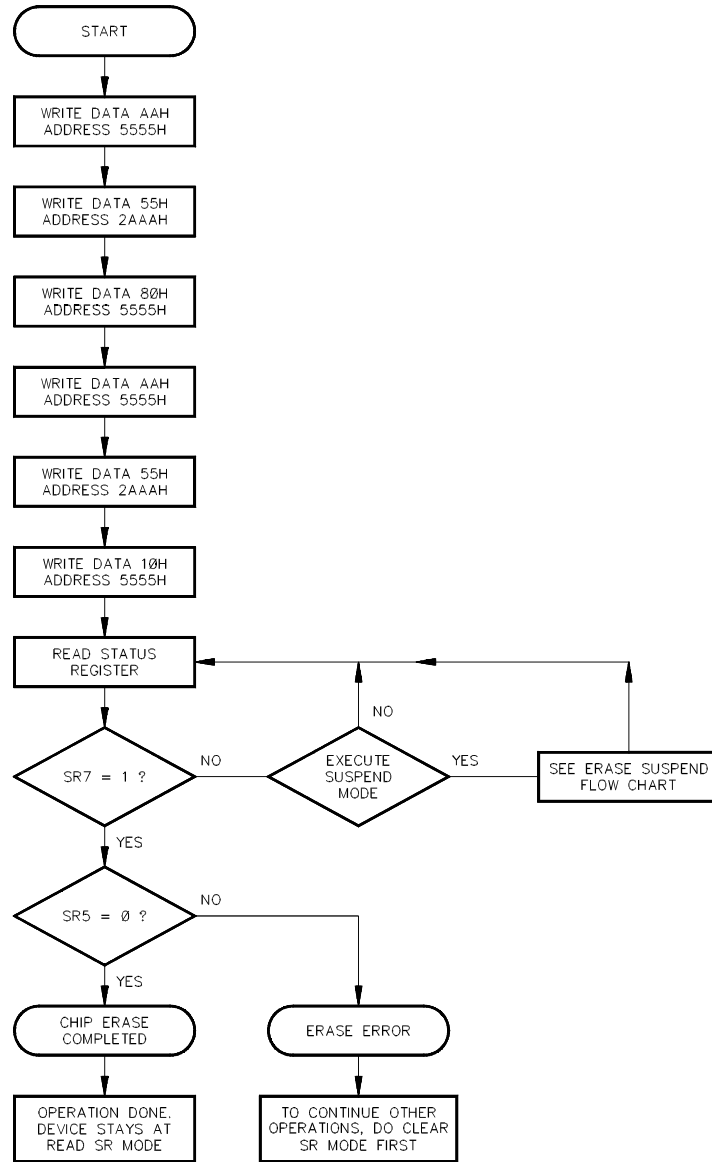 START
WRITE DATA AAH
ADDRESS 5555H
WRITE DATA 55H
ADDRESS 2AAAH
WRITE DATA 80H
ADDRESS 5555H
WRITE DATA AAH
ADDRESS 5555H
WRITE DATA 55H
ADDRESS 2AAAH
WRITE DATA 10H
ADDRESS 5555H
READ STATUS
REGISTER
NO
SR7 = 1 ?
NO
EXECUTE
SUSPEND
MODE
YES
SEE ERASE SUSPEND
FLOW CHART
YES
SR5 = 0 ?
NO
YES
CHIP ERASE
COMPLETED
ERASE ERROR
OPERATION DONE.
DEVICE STAYS AT
READ SR MODE
TO CONTINUE OTHER
OPERATIONS, DO CLEAR
SR MODE FIRST